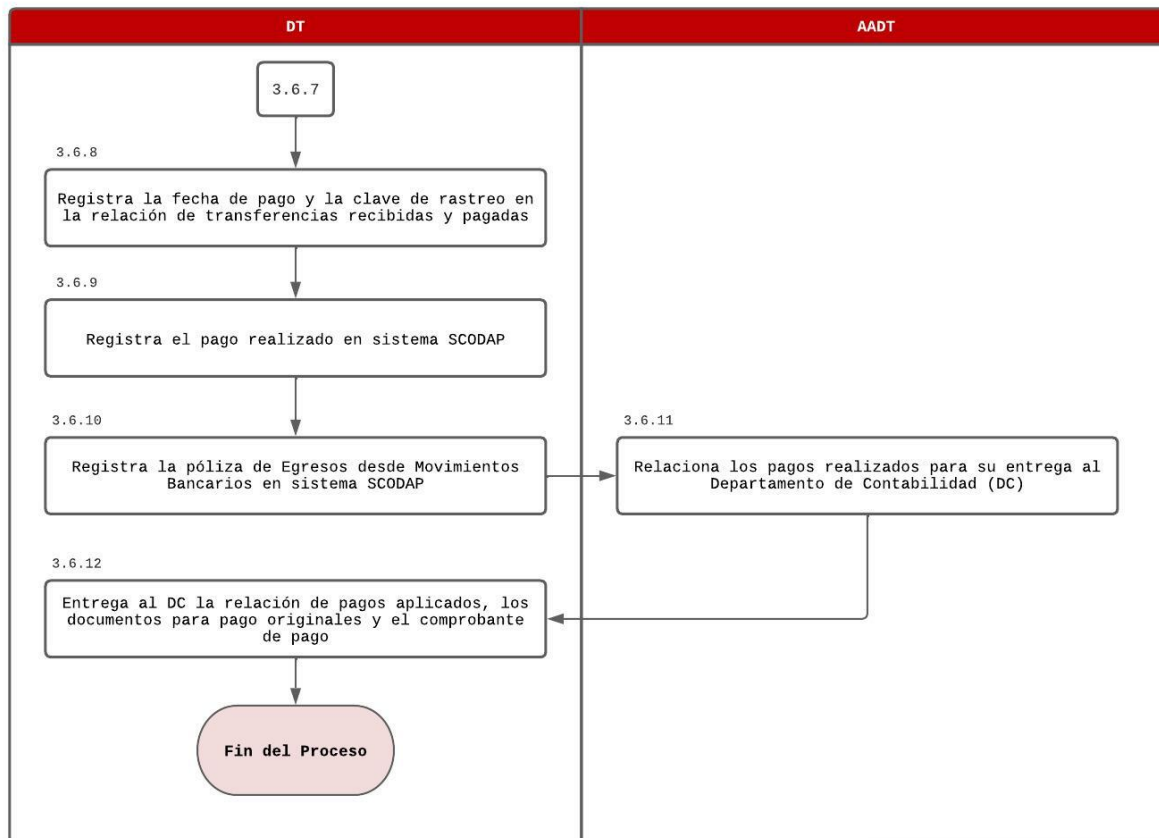 DT
AADT
3.6.7
3.6.8
Registra la fecha de pago y la clave de rastreo en
la relación de transferencias recibidas y pagadas
3.6.9
Registra el pago realizado en sistema SCODAP
3.6.10
Registra la póliza de Egresos desde Movimientos
Bancarios en sistema SCODAP
3.6.11
Relaciona los pagos realizados para su entrega al
Departamento de Contabilidad (DC)
3.6.12
Entrega al DC la relación de pagos aplicados, los
documentos para pago originales y el comprobante
de pago
Fin del Proceso